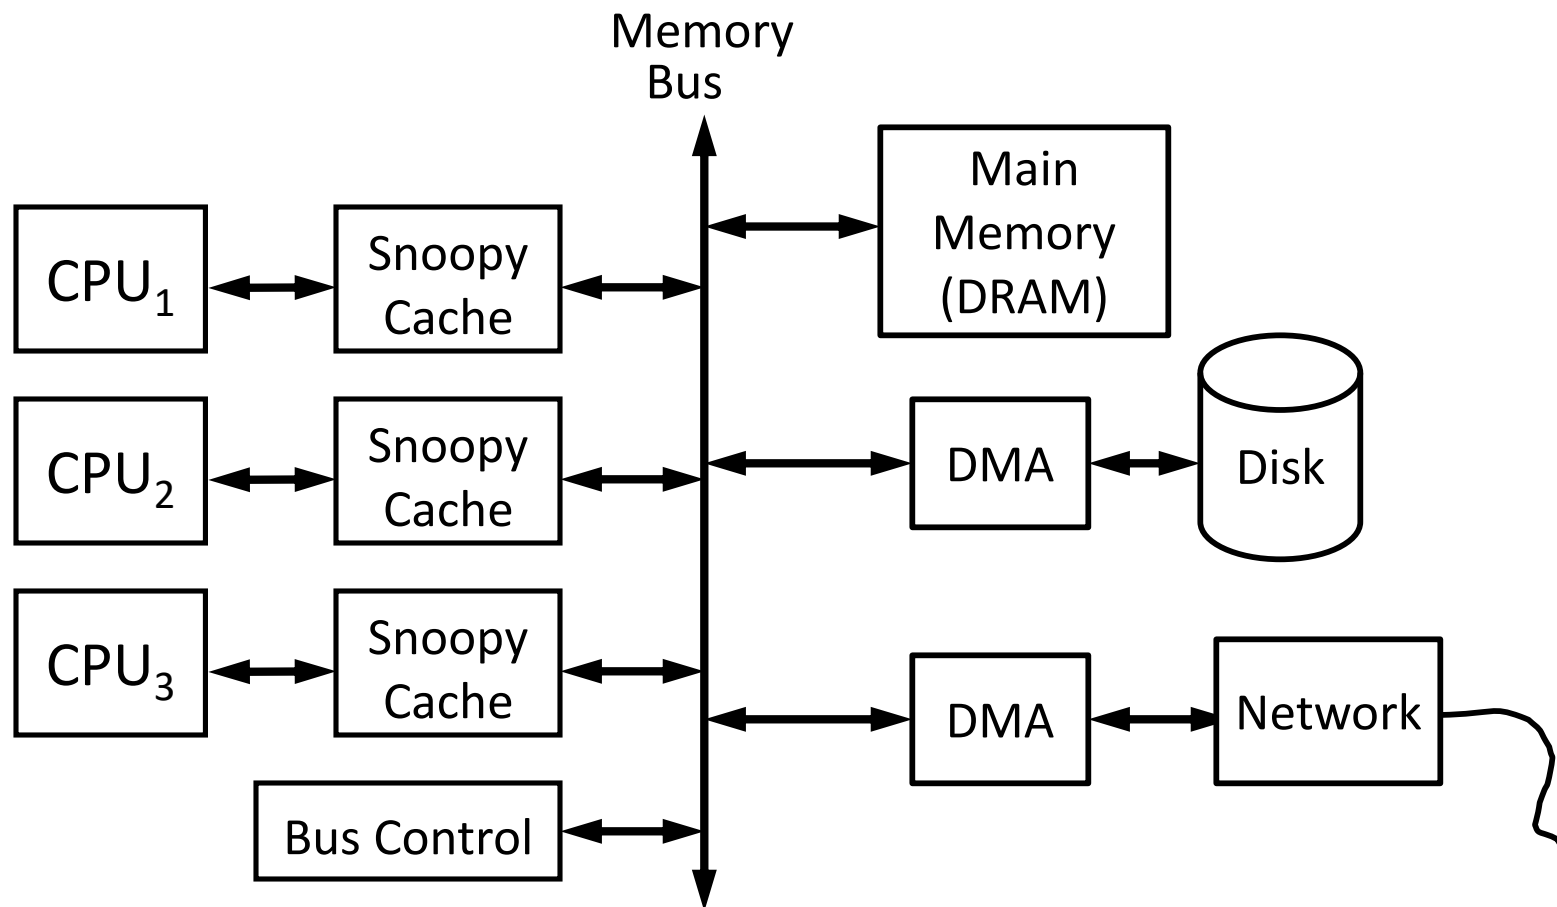 Memory
Bus
Main
Memory
(DRAM)
CPU₁
Snoopy
Cache
CPU₂
Snoopy
Cache
DMA
Disk
CPU₃
Snoopy
Cache
DMA
Network
Bus Control